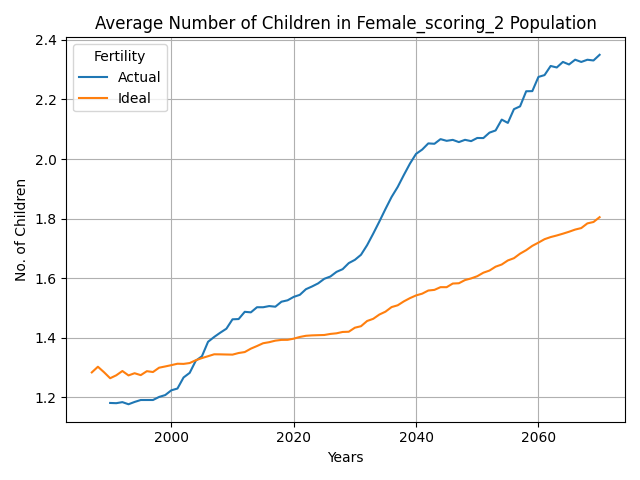 Average Number of Children in Female_scoring_2 Population
Fertility
Actual
Ideal
No. of Children
2.4
2.2
2.0
1.8
1.6
1.4
1.2
2000 2020 2040 2060
Years